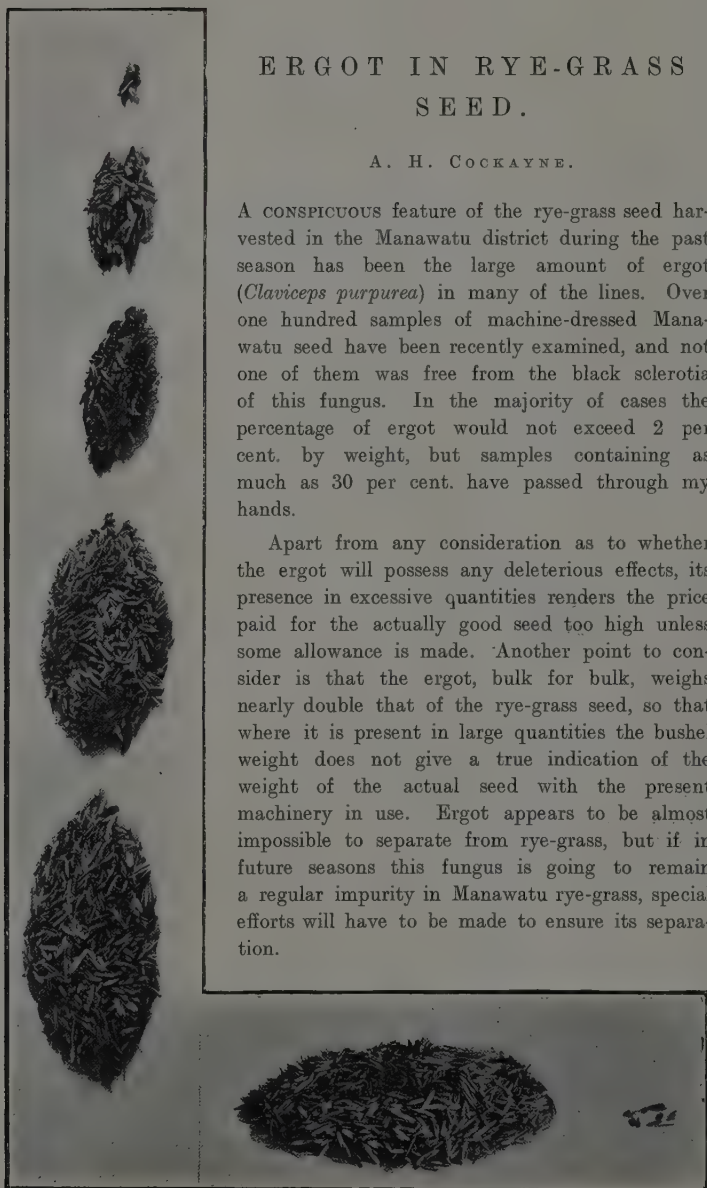 ERGOT IN RYE-GRASS
SEED.
A. H. COCKAYNE.
A CONSPICUOUS feature of the rye-grass seed har-
vested in the Manawatu district during the past
season has been the large amount of ergot
(Claviceps purpurea) in many of the lines. Over
one hundred samples of machine-dressed Mana-
watu seed have been recently examined, and not
one of them was free from the black sclerotia
of this fungus. In the majority of cases the
percentage of ergot would not exceed 2 per
cent. by weight, but samples containing as
much as 30 per cent. have passed through my
hands.
Apart from any consideration as to whether
the ergot will possess any deleterious effects, its
presence in excessive quantities renders the price
paid for the actually good seed too high unless
some allowance is made. Another point to con-
sider is that the ergot, bulk for bulk, weighs
nearly double that of the rye-grass seed, so that
where it is present in large quantities the bushe
weight does not give a true indication of the
weight of the actual seed with the present
machinery in use. Ergot appears to be almost
impossible to separate from rye-grass, but if in
future seasons this fungus is going to remain
a regular impurity in Manawatu rye-grass, specia
efforts will have to be made to ensure its separa-
tion.